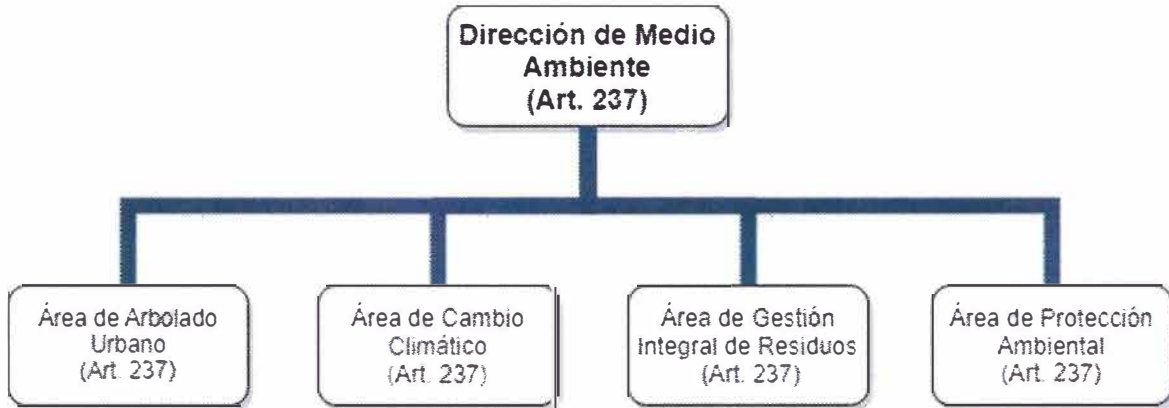 Dirección de Medio
Ambiente
(Art. 237)
Área de Arbolado
Urbano
(Art. 237)
Área de Cambio
Climático
(Art. 237)
Área de Gestión
Integral de Residuos
(Art. 237)
Área de Protección
Ambiental
(Art. 237)